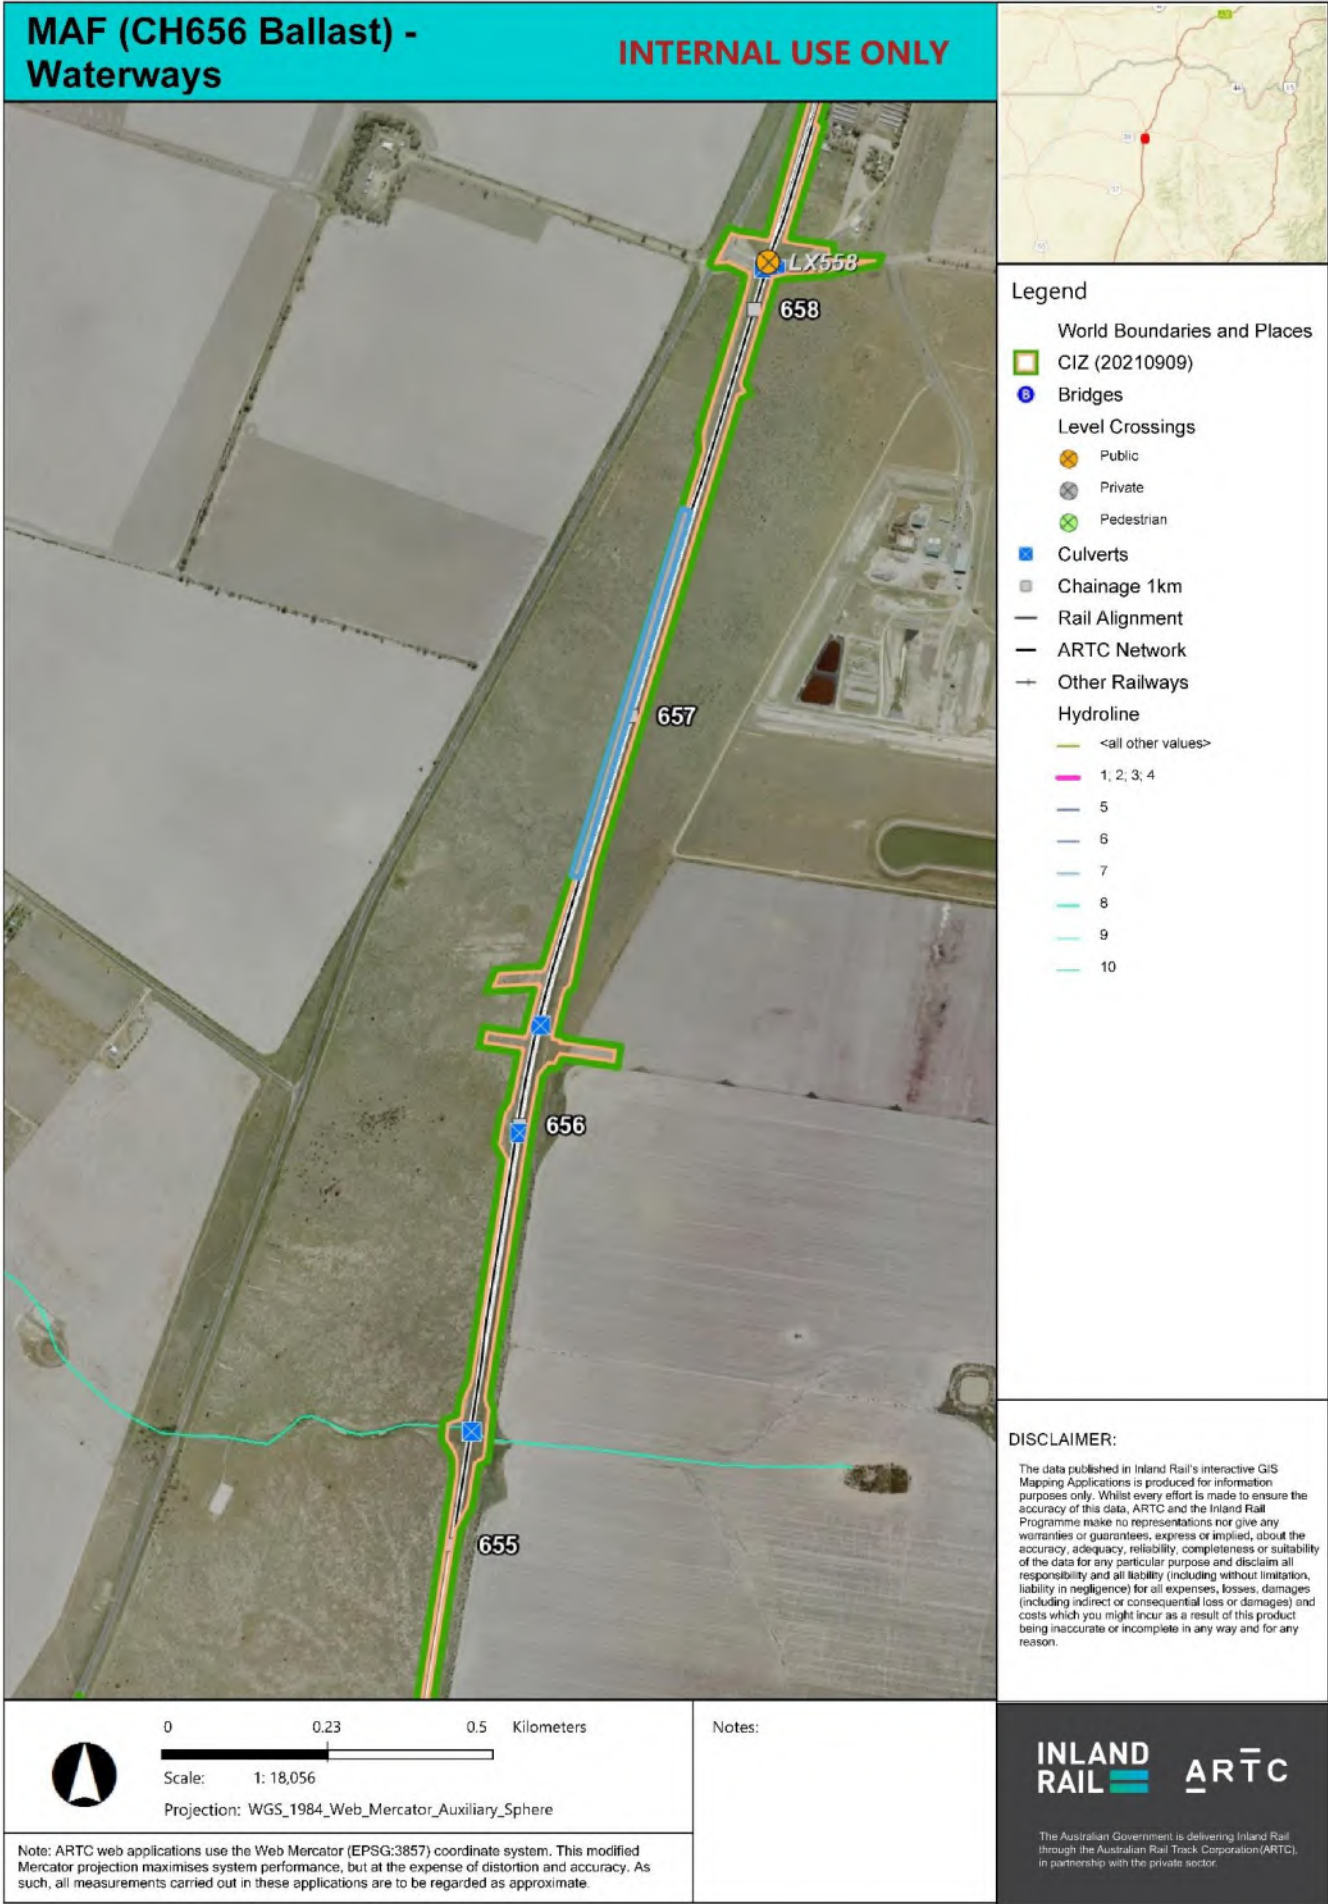 MAF (CH656 Ballast) -
Waterways
INTERNAL USE ONLY
LX558
658
657
656
655
Legend
World Boundaries and Places
CIZ (20210909)
B
Bridges
Level Crossings
Public
Private
Pedestrian
Culverts
Chainage 1km
Rail Alignment
ARTC Network
Other Railways
Hydroline
<all other values>
1; 2; 3; 4
5
6
7
8
9
10
DISCLAIMER:
The data published in Inland Rail's interactive GIS
Mapping Applications is produced for information
purposes only. Whilst every effort is made to ensure the
accuracy of this data, ARTC and the Inland Rail
Programme make no representations nor give any
warranties or guarantees, express or implied, about the
accuracy, adequacy, reliability, completeness or suitability
of the data for any particular purpose and disclaim all
responsibility and all liability (including without limitation,
liability in negligence) for all expenses, losses, damages
(including indirect or consequential loss or damages) and
costs which you might incur as a result of this product
being inaccurate or incomplete in any way and for any
reason.
0 0.23 0.5 Kilometers
Scale: 1: 18,056
Projection: WGS_1984_Web_Mercator_Auxiliary_Sphere
Note: ARTC web applications use the Web Mercator (EPSG:3857) coordinate system. This modified
Mercator projection maximises system performance, but at the expense of distortion and accuracy. As
such, all measurements carried out in these applications are to be regarded as approximate.
Notes:
INLAND
RAIL
ARTC
The Australian Government is delivering Inland Rail
through the Australian Rail Track Corporation (ARTC),
in partnership with the private sector.